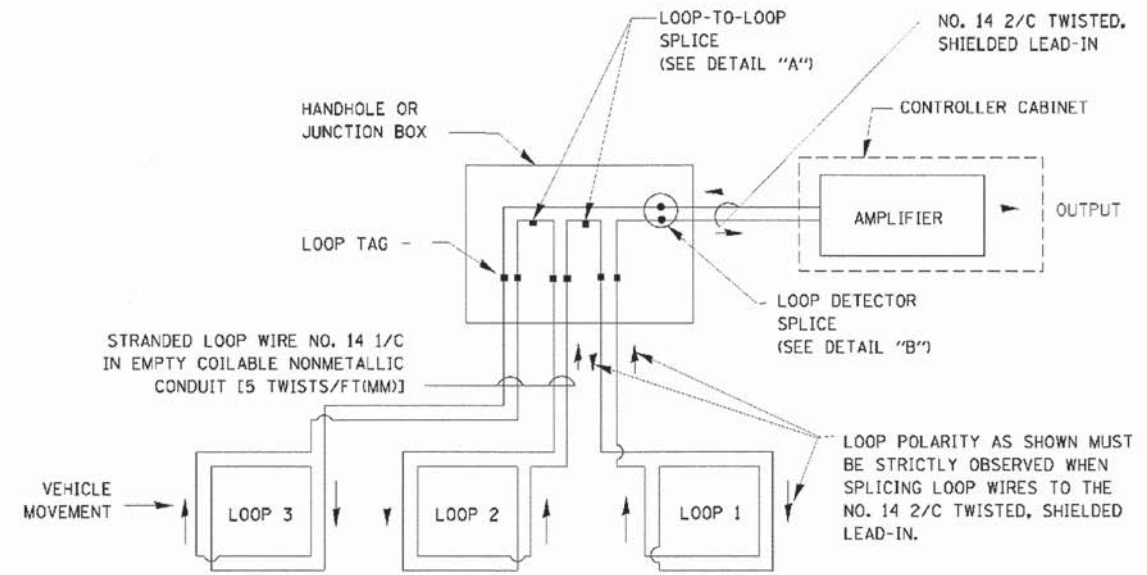 LOOP-TO-LOOP
SPLICE
(SEE DETAIL "A")
NO. 14 2/C TWISTED,
SHIELDED LEAD-IN
HANDHOLE OR
JUNCTION BOX
CONTROLLER CABINET
AMPLIFIER
OUTPUT
LOOP TAG
LOOP DETECTOR
SPLICE
(SEE DETAIL "B")
STRANDED LOOP WIRE NO. 14 1/C
IN EMPTY COILABLE NONMETALLIC
CONDUIT [5 TWISTS/FT(MM)]
LOOP POLARITY AS SHOWN MUST
BE STRICTLY OBSERVED WHEN
SPLICING LOOP WIRES TO THE
NO. 14 2/C TWISTED, SHIELDED
LEAD-IN.
VEHICLE
MOVEMENT
LOOP 3
LOOP 2
LOOP 1